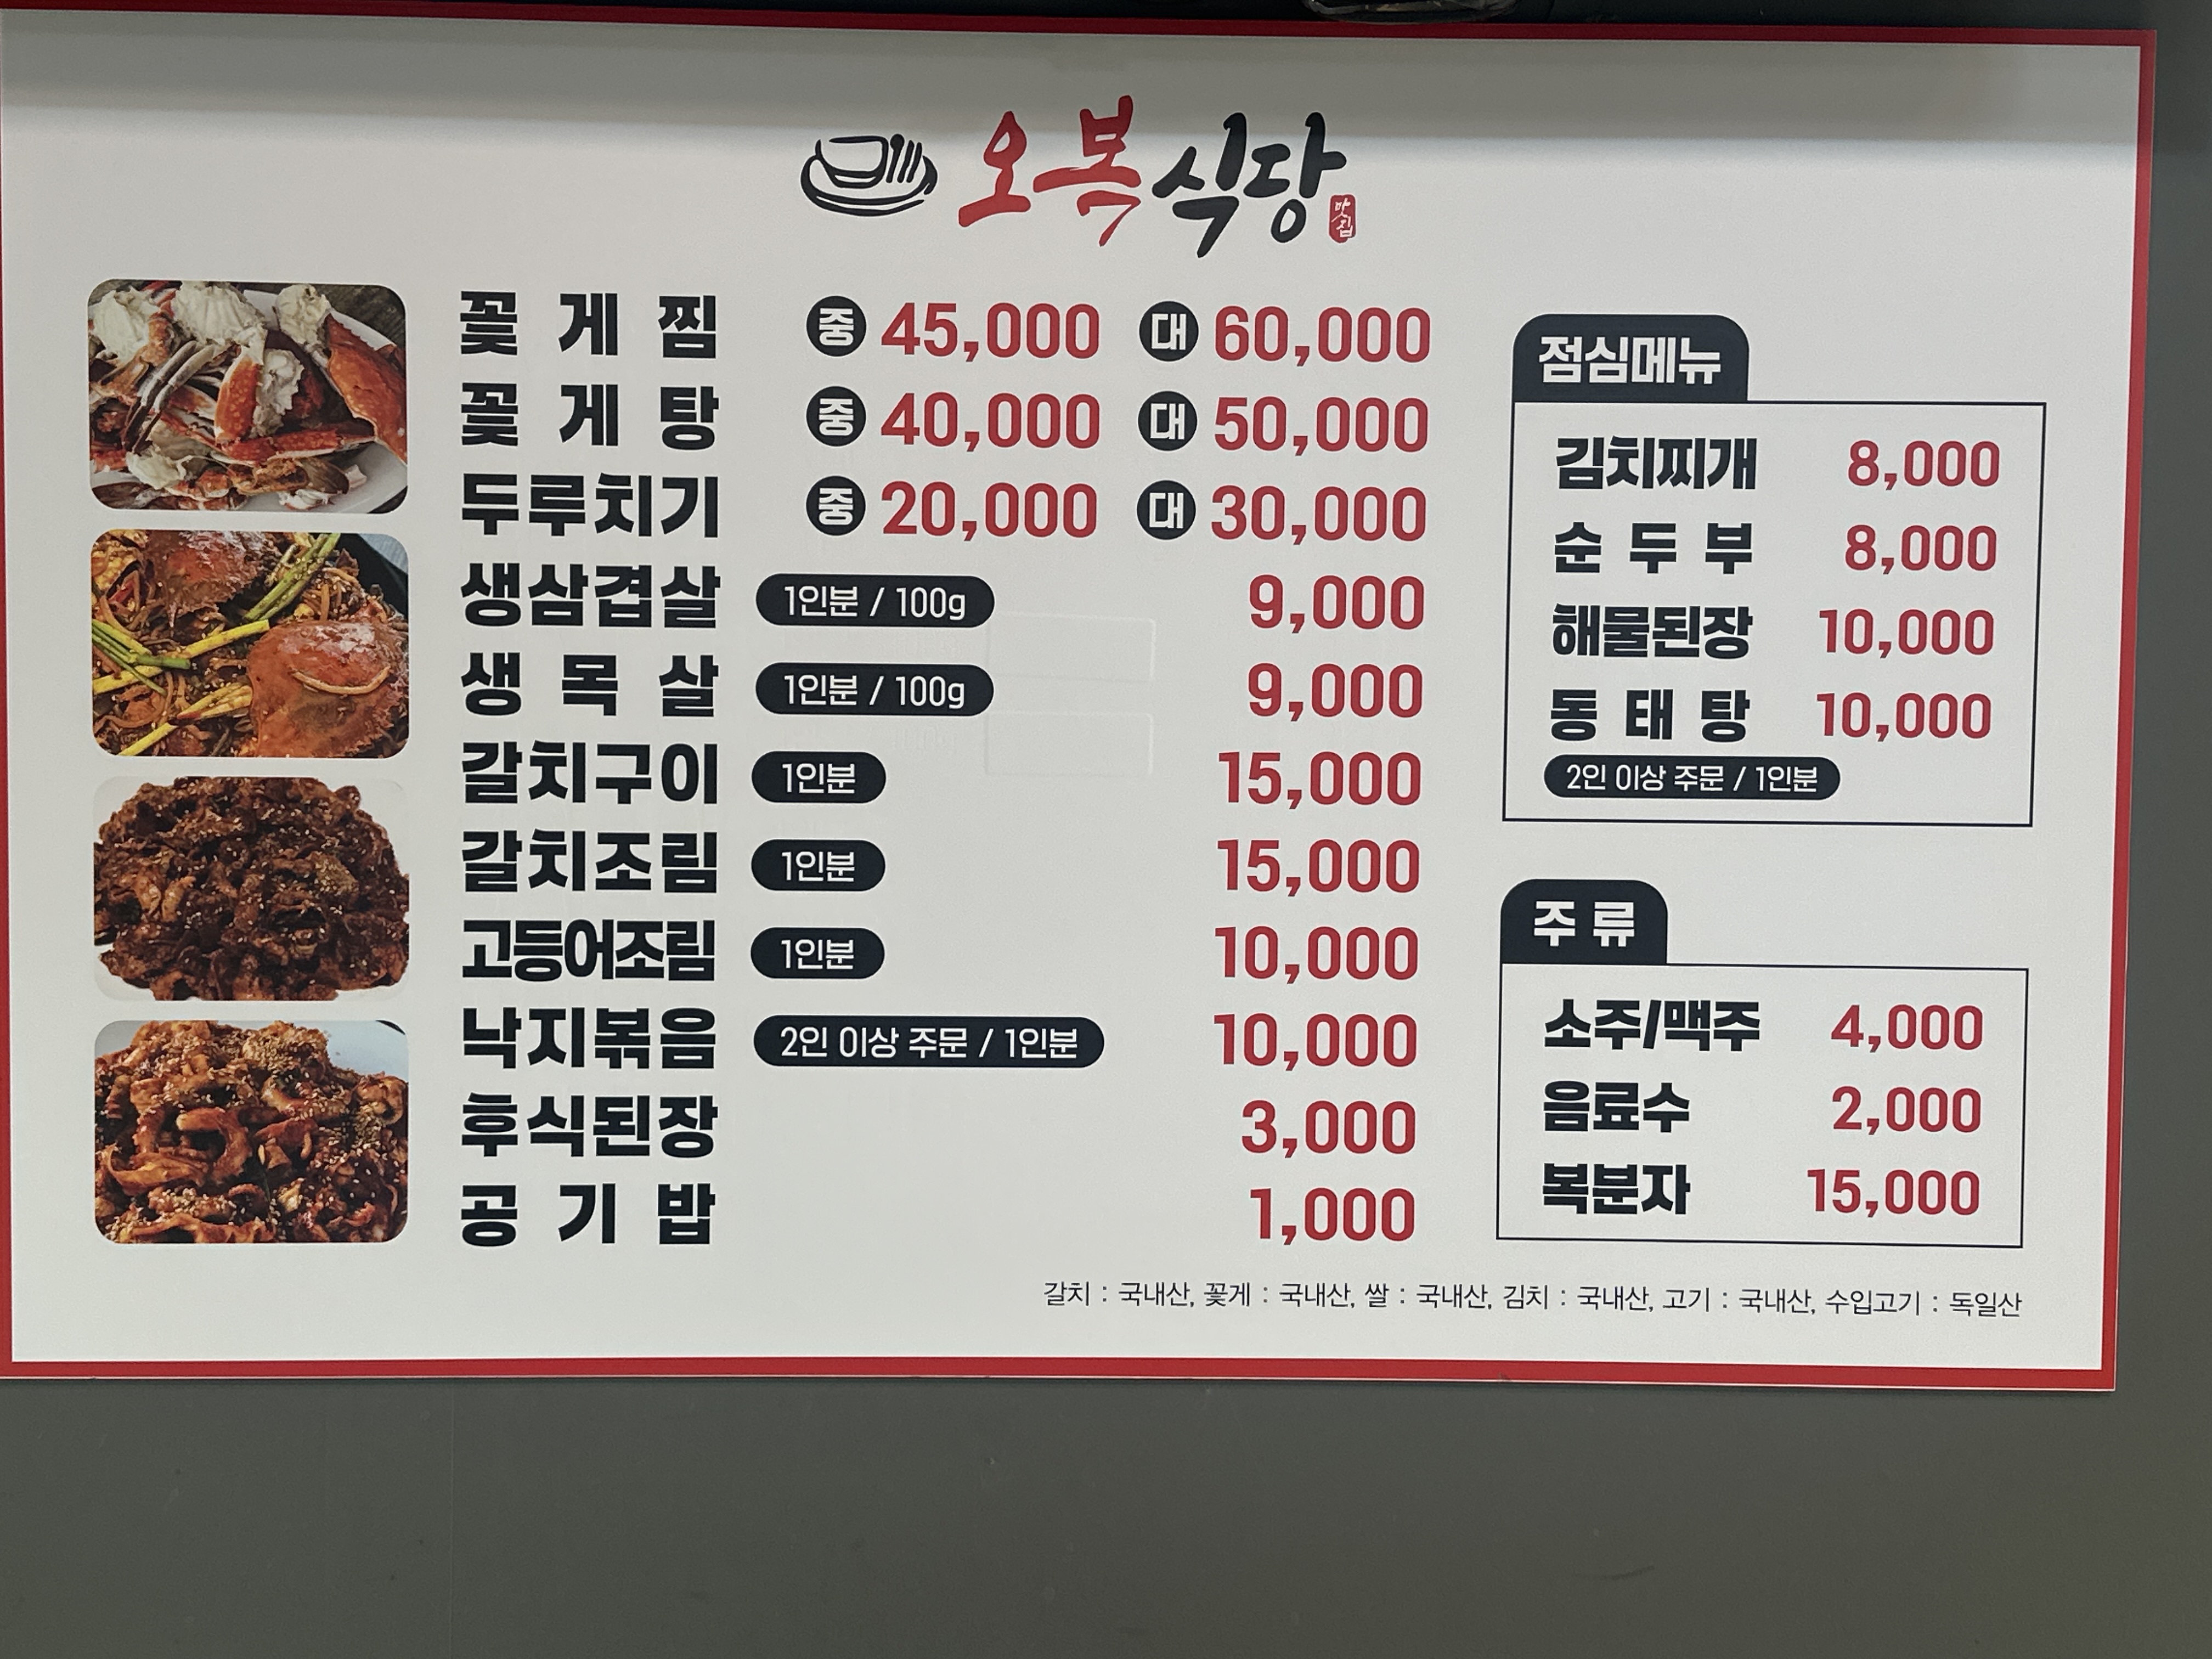 오복식당 맛집
꽃게찜 중 45,000 대 60,000
꽃게탕 중 40,000 대 50,000
두루치기 중 20,000 대 30,000
생삼겹살 1인분 / 100g 9,000
생목살 1인분 / 100g 9,000
갈치구이 1인분 15,000
갈치조림 1인분 15,000
고등어조림 1인분 10,000
낙지볶음 2인 이상 주문 / 1인분 10,000
후식된장 3,000
공기밥 1,000
점심메뉴
김치찌개 8,000
순두부 8,000
해물된장 10,000
동태탕 10,000
2인 이상 주문 / 1인분
주류
소주/맥주 4,000
음료수 2,000
복분자 15,000
갈치 : 국내산, 꽃게 : 국내산, 쌀 : 국내산, 김치 : 국내산, 고기 : 국내산, 수입고기 : 독일산